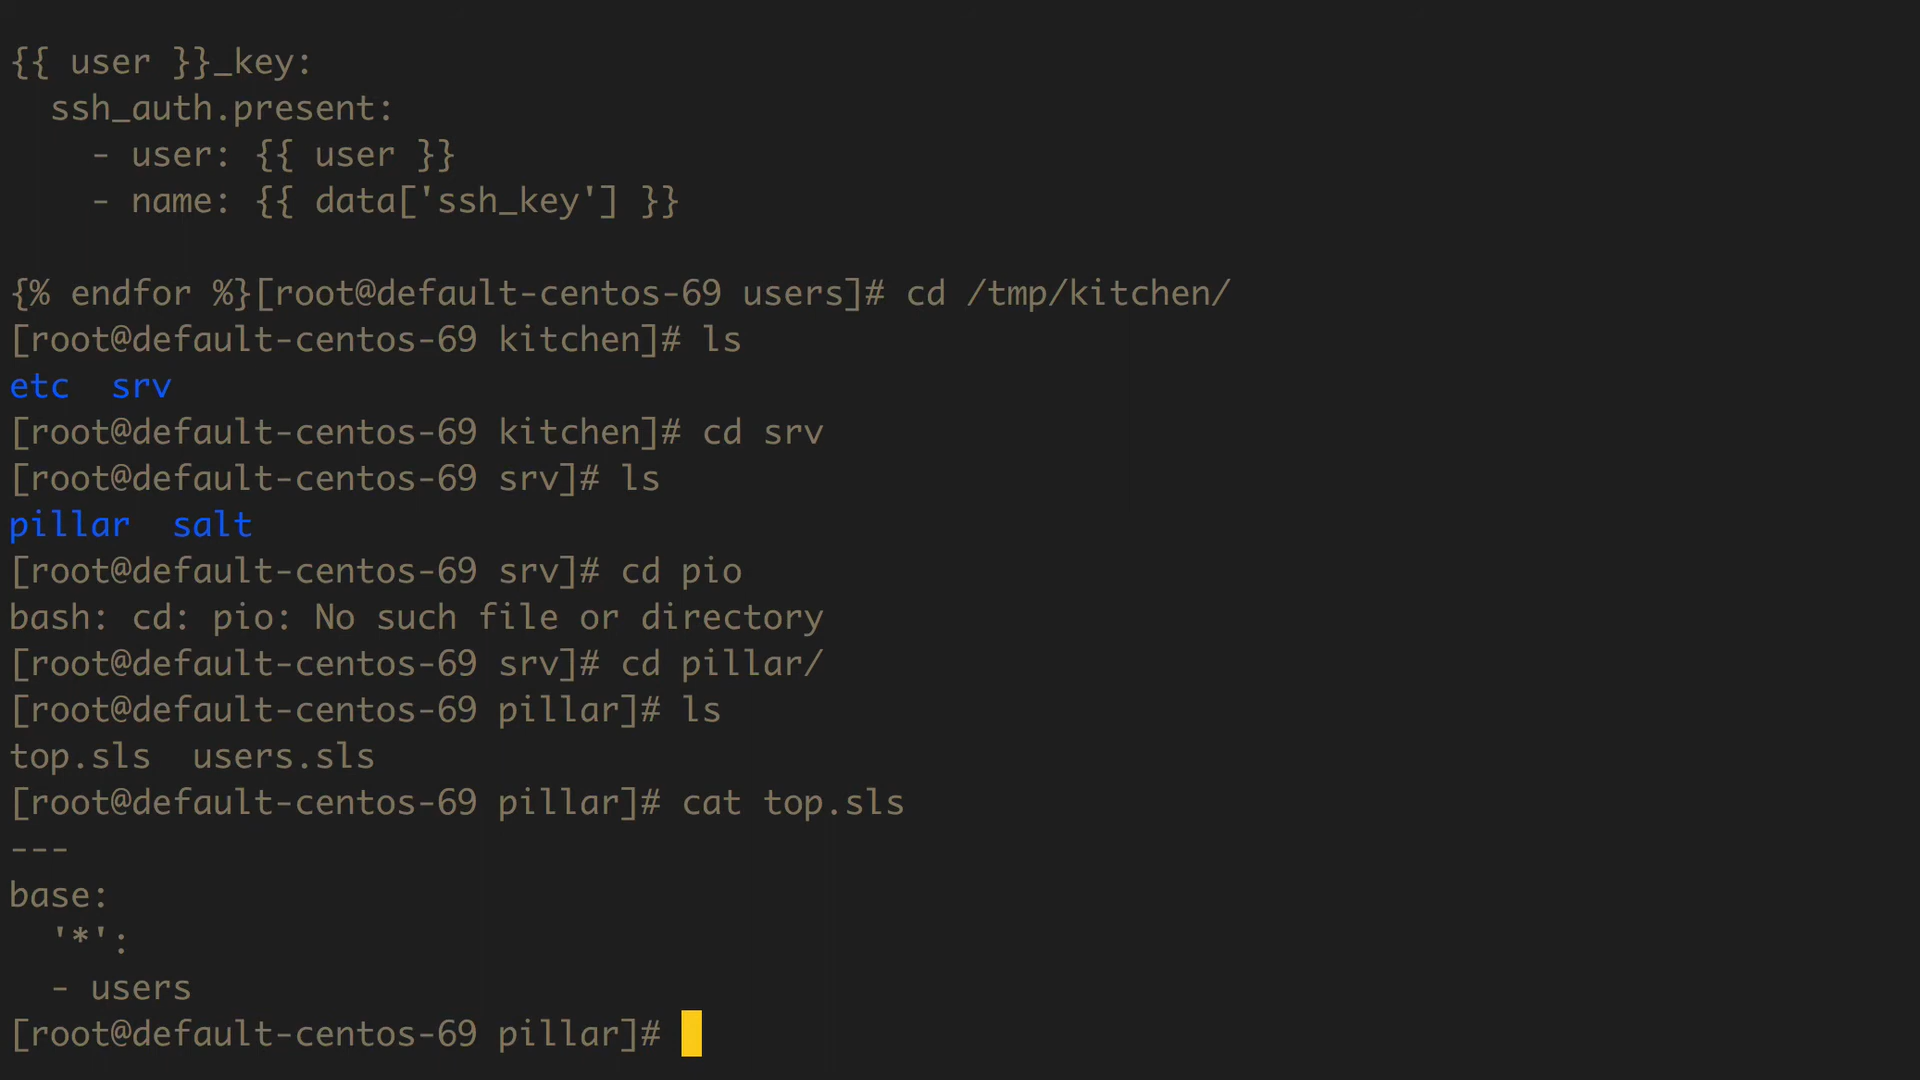 {{ user }}_key:
  ssh_auth.present:
    - user: {{ user }}
    - name: {{ data['ssh_key'] }}
{% endfor %}[root@default-centos-69 users]# cd /tmp/kitchen/
[root@default-centos-69 kitchen]# ls
etc  srv
[root@default-centos-69 kitchen]# cd srv
[root@default-centos-69 srv]# ls
pillar  salt
[root@default-centos-69 srv]# cd pio
bash: cd: pio: No such file or directory
[root@default-centos-69 srv]# cd pillar/
[root@default-centos-69 pillar]# ls
top.sls  users.sls
[root@default-centos-69 pillar]# cat top.sls
---
base:
  '*':
  - users
[root@default-centos-69 pillar]#